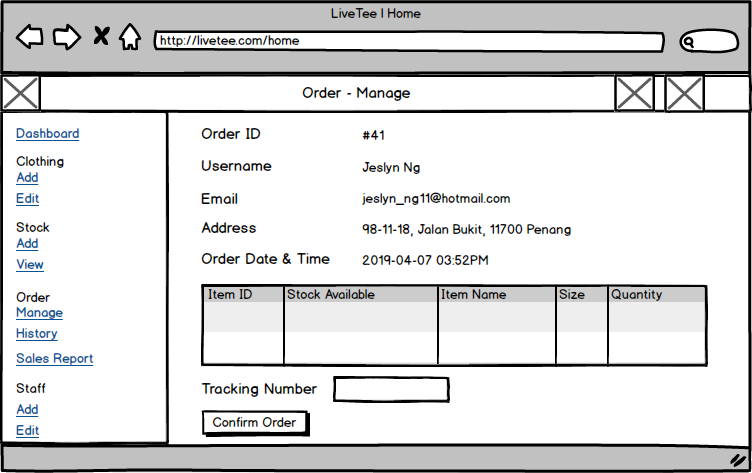 LiveTee | Home
http://livetee.com/home
Order - Manage
Dashboard
Clothing
Add
Edit
Stock
Add
View
Order
Manage
History
Sales Report
Staff
Add
Edit
Order ID #41
Username Jeslyn Ng
Email jeslyn_ng11@hotmail.com
Address 98-11-18, Jalan Bukit, 11700 Penang
Order Date & Time 2019-04-07 03:52PM
Item ID Stock Available Item Name Size Quantity
Tracking Number
Confirm Order